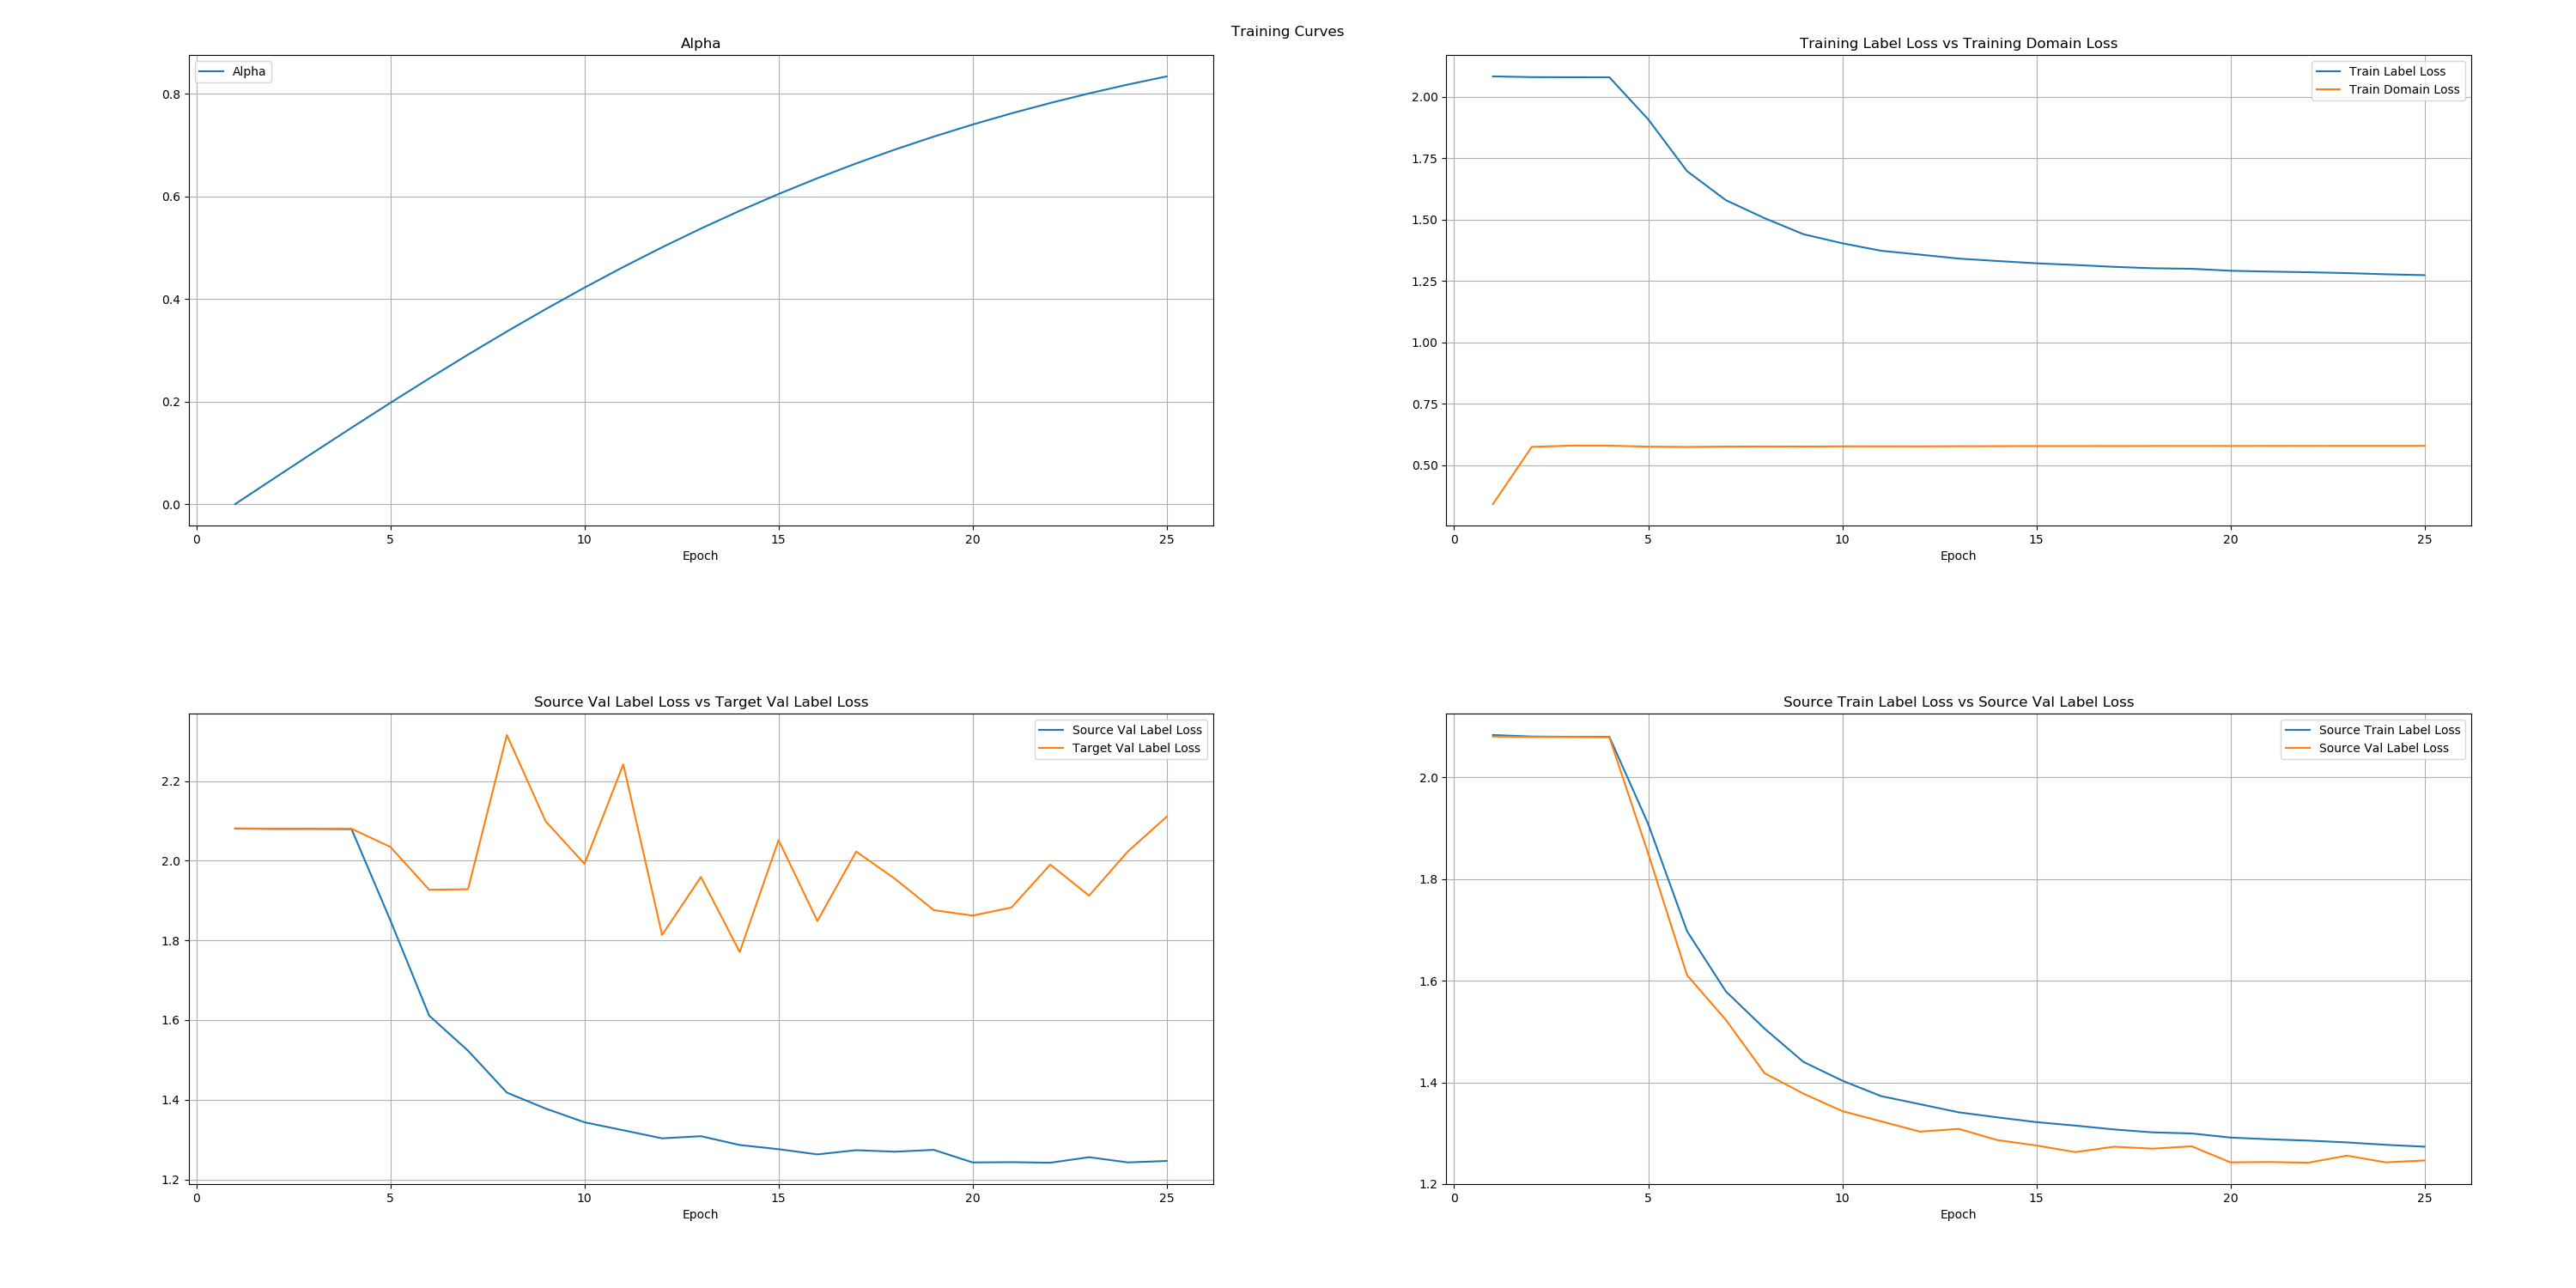 Training Curves
Alpha
Alpha
0.8
0.6
0.4
0.2
0.0
0 5 10 15 20 25
Epoch
Training Label Loss vs Training Domain Loss
Train Label Loss
Train Domain Loss
2.00
1.75
1.50
1.25
1.00
0.75
0.50
0 5 10 15 20 25
Epoch
Source Val Label Loss vs Target Val Label Loss
Source Val Label Loss
Target Val Label Loss
2.2
2.0
1.8
1.6
1.4
1.2
0 5 10 15 20 25
Epoch
Source Train Label Loss vs Source Val Label Loss
Source Train Label Loss
Source Val Label Loss
2.0
1.8
1.6
1.4
1.2
0 5 10 15 20 25
Epoch